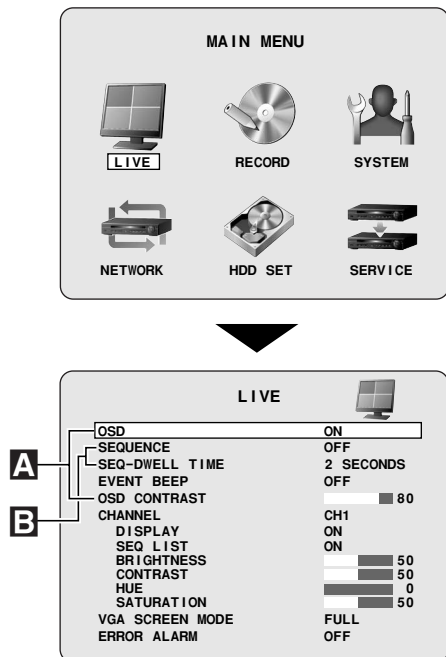 MAIN MENU
LIVE RECORD SYSTEM
NETWORK HDD SET SERVICE
LIVE
OSD ON
SEQUENCE OFF
A SEQ-DWELL TIME 2 SECONDS
EVENT BEEP OFF
OSD CONTRAST 80
B CHANNEL CH1
DISPLAY ON
SEQ LIST ON
BRIGHTNESS 50
CONTRAST 50
HUE 0
SATURATION 50
VGA SCREEN MODE FULL
ERROR ALARM OFF